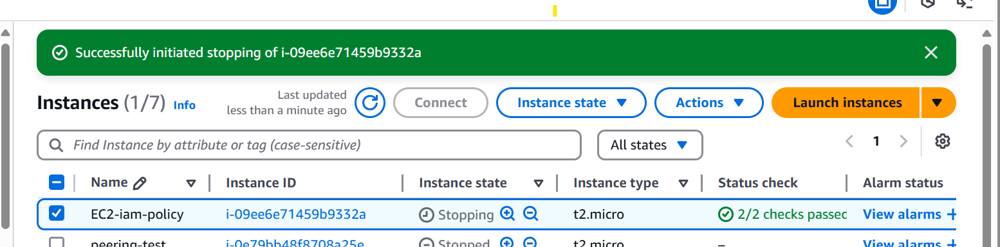 Successfully initiated stopping of i-09ee6e71459b9332a
Instances (1/7) Info
Last updated
less than a minute ago
Connect
Instance state
Actions
Launch instances
Find Instance by attribute or tag (case-sensitive)
All states
1
Name Instance ID Instance state Instance type Status check Alarm status
EC2-iam-policy i-09ee6e71459b9332a Stopping t2.micro 2/2 checks passed View alarms +
peering-test i-0e79bb48f8708a25e Stopped t2.micro – View alarms +